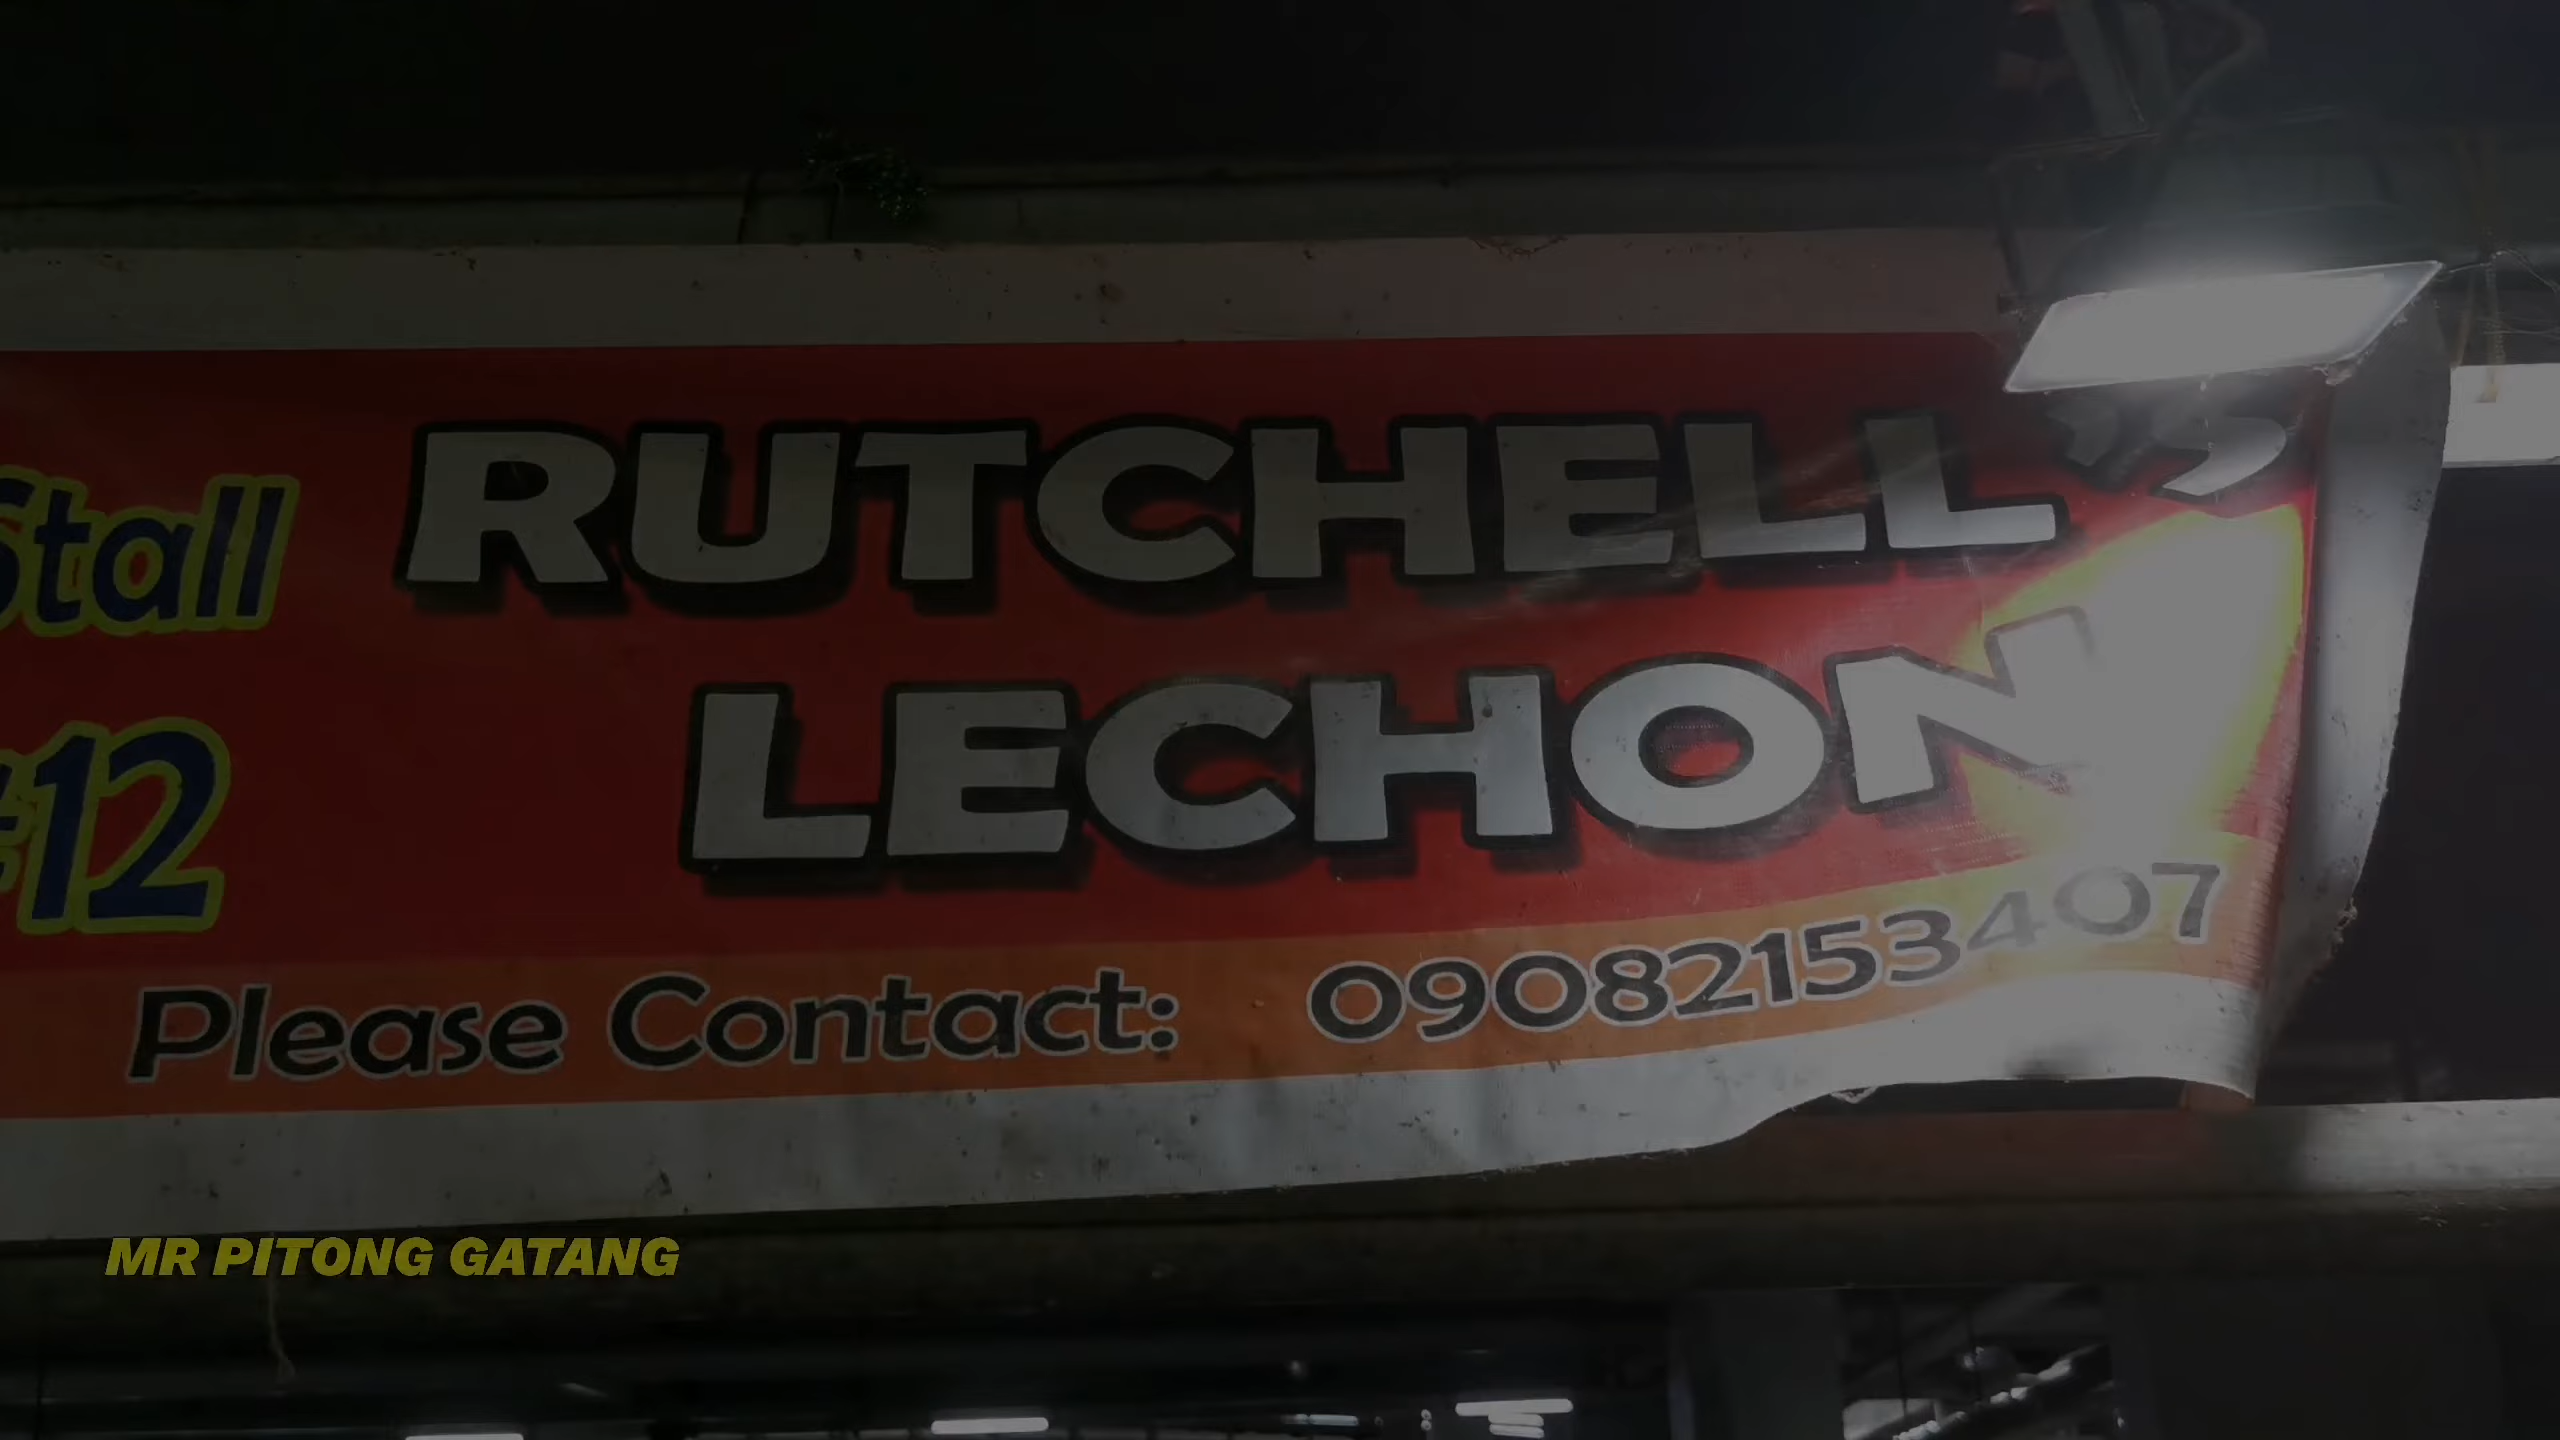 Stall
#12
RUTCHELL'S
LECHON
Please Contact: 09082153407
MR PITONG GATANG